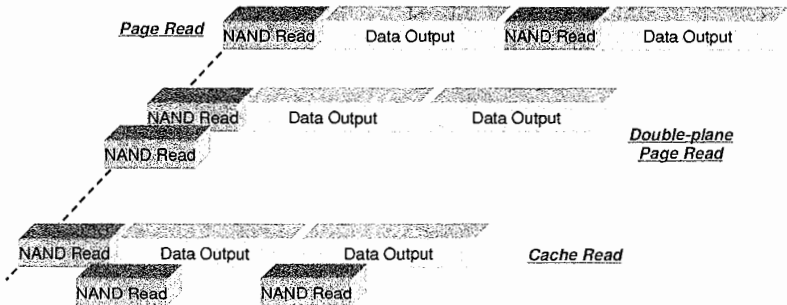 Page Read
NAND Read Data Output NAND Read Data Output
NAND Read Data Output Data Output
NAND Read
Double-plane
Page Read
NAND Read Data Output Data Output
Cache Read
NAND Read NAND Read